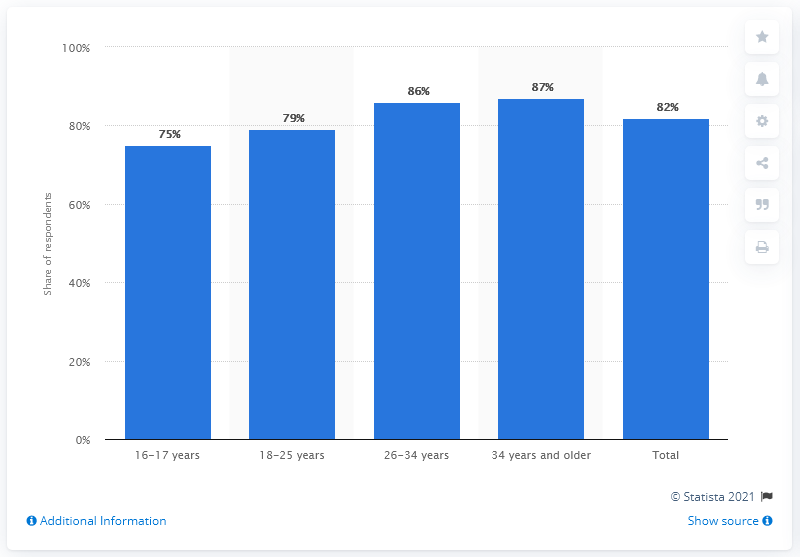 100%
80%
60%
40%
20%
0%
Share of respondents
75%
79%
86%
87%
82%
16-17 years
18-25 years
26-34 years
34 years and older
Total
© Statista 2021
Additional Information
Show source